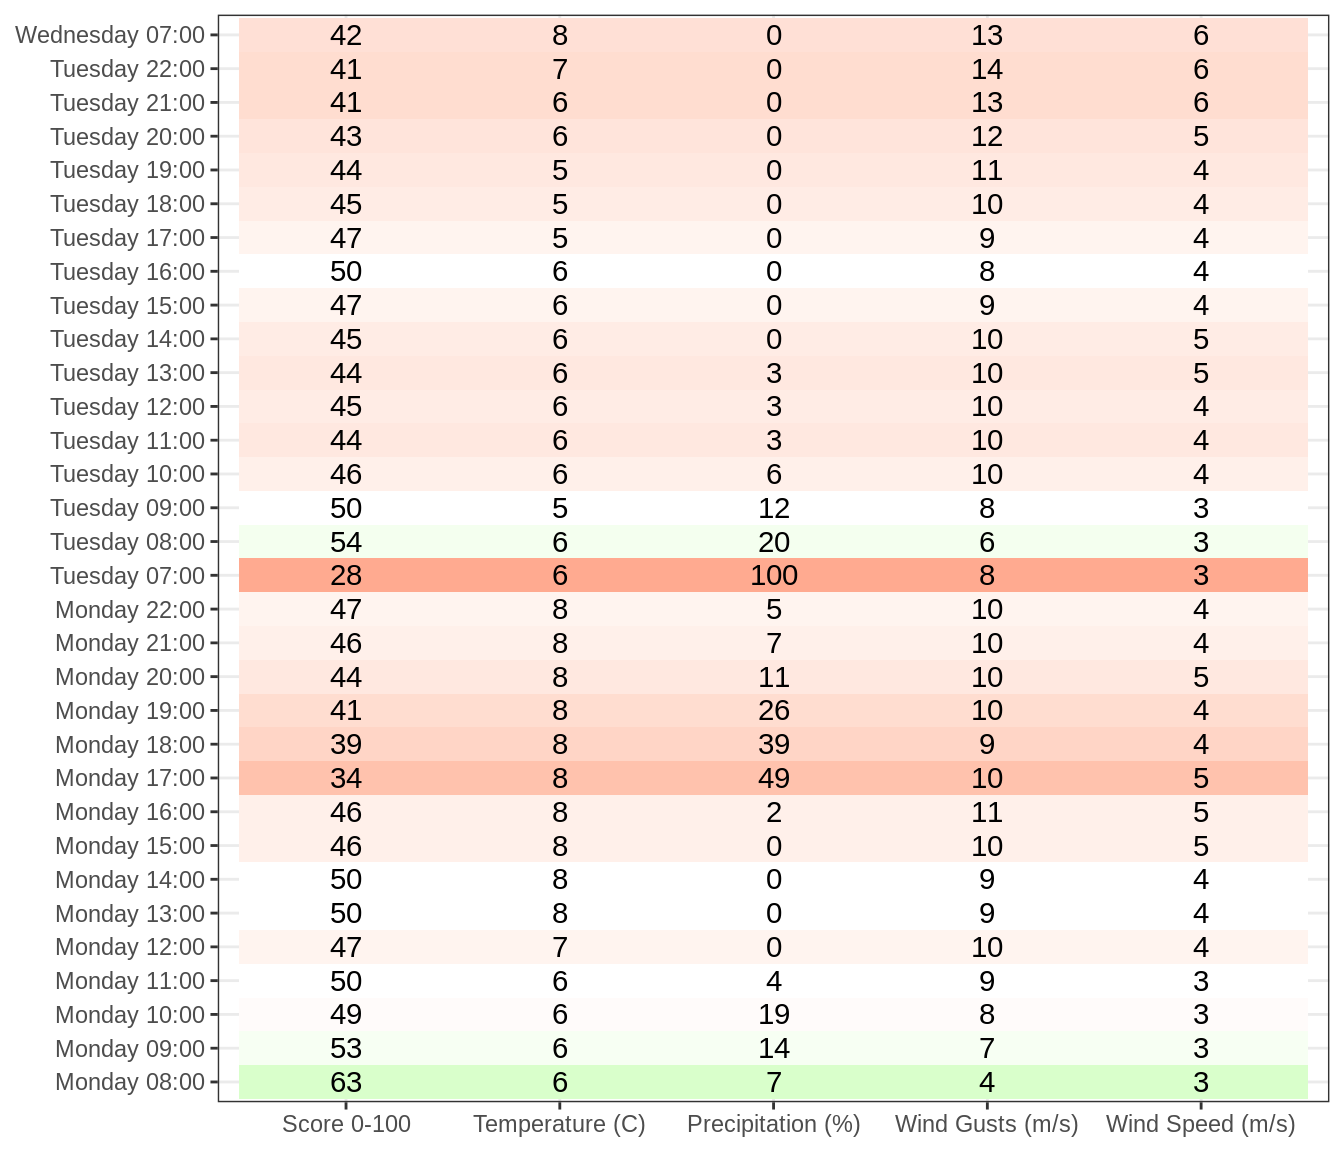 Wednesday 07:00 42 8 0 13 6
Tuesday 22:00 41 7 0 14 6
Tuesday 21:00 41 6 0 13 6
Tuesday 20:00 43 6 0 12 5
Tuesday 19:00 44 5 0 11 4
Tuesday 18:00 45 5 0 10 4
Tuesday 17:00 47 5 0 9 4
Tuesday 16:00 50 6 0 8 4
Tuesday 15:00 47 6 0 9 4
Tuesday 14:00 45 6 0 10 5
Tuesday 13:00 44 6 3 10 5
Tuesday 12:00 45 6 3 10 4
Tuesday 11:00 44 6 3 10 4
Tuesday 10:00 46 6 6 10 4
Tuesday 09:00 50 5 12 8 3
Tuesday 08:00 54 6 20 6 3
Tuesday 07:00 28 6 100 8 3
Monday 22:00 47 8 5 10 4
Monday 21:00 46 8 7 10 4
Monday 20:00 44 8 11 10 5
Monday 19:00 41 8 26 10 4
Monday 18:00 39 8 39 9 4
Monday 17:00 34 8 49 10 5
Monday 16:00 46 8 2 11 5
Monday 15:00 46 8 0 10 5
Monday 14:00 50 8 0 9 4
Monday 13:00 50 8 0 9 4
Monday 12:00 47 7 0 10 4
Monday 11:00 50 6 4 9 3
Monday 10:00 49 6 19 8 3
Monday 09:00 53 6 14 7 3
Monday 08:00 63 6 7 4 3
Score 0-100 Temperature (C) Precipitation (%) Wind Gusts (m/s) Wind Speed (m/s)